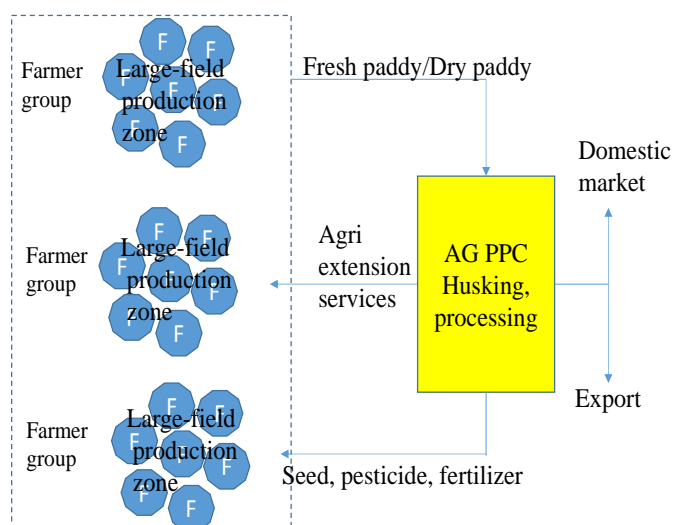 F
F
Large-field
F
F
production
F
zone
F
F
Farmer
group
Fresh paddy/Dry paddy
Domestic
market
F
F
Large-field
F
F
production
F
zone
F
F
Farmer
group
Agri
extension
services
AG PPC
Husking,
processing
Export
F
F
Large-field
F
F
production
F
zone
F
F
Farmer
group
Seed, pesticide, fertilizer